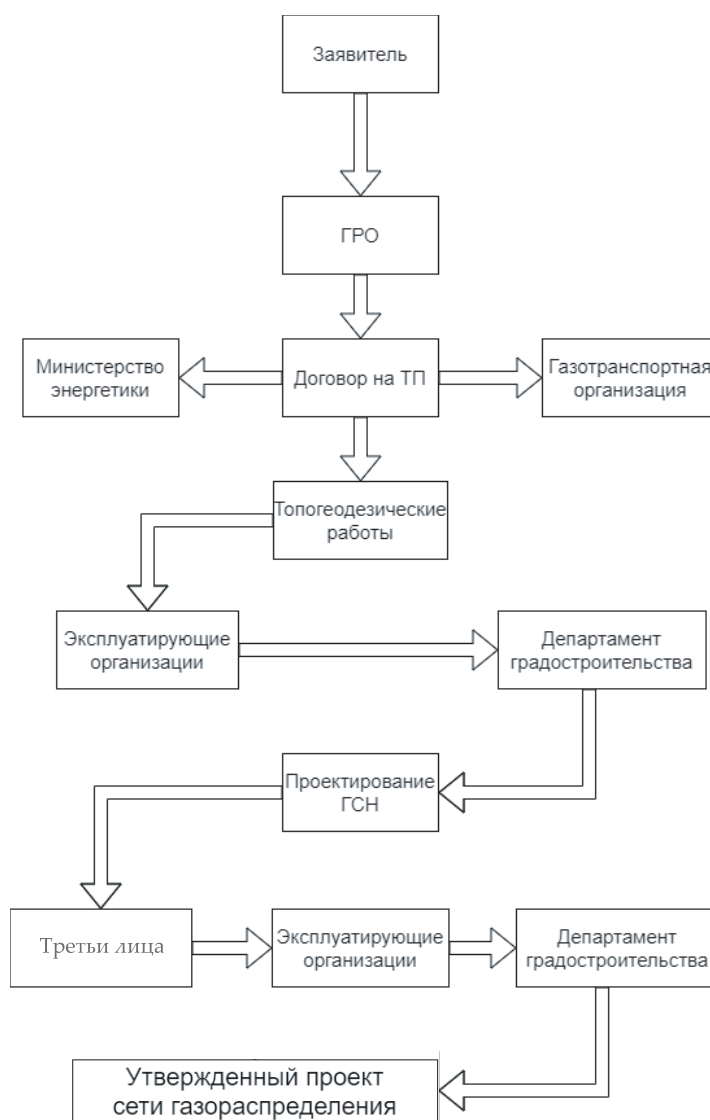 Заявитель
ГРО
Министерство
энергетики
Договор на ТП
Газотранспортная
организация
Топогеодезические
работы
Эксплуатирующие
организации
Департамент
градостроительства
Проектирование
ГСН
Третьи лица
Эксплуатирующие
организации
Департамент
градостроительства
Утвержденный проект
сети газораспределения